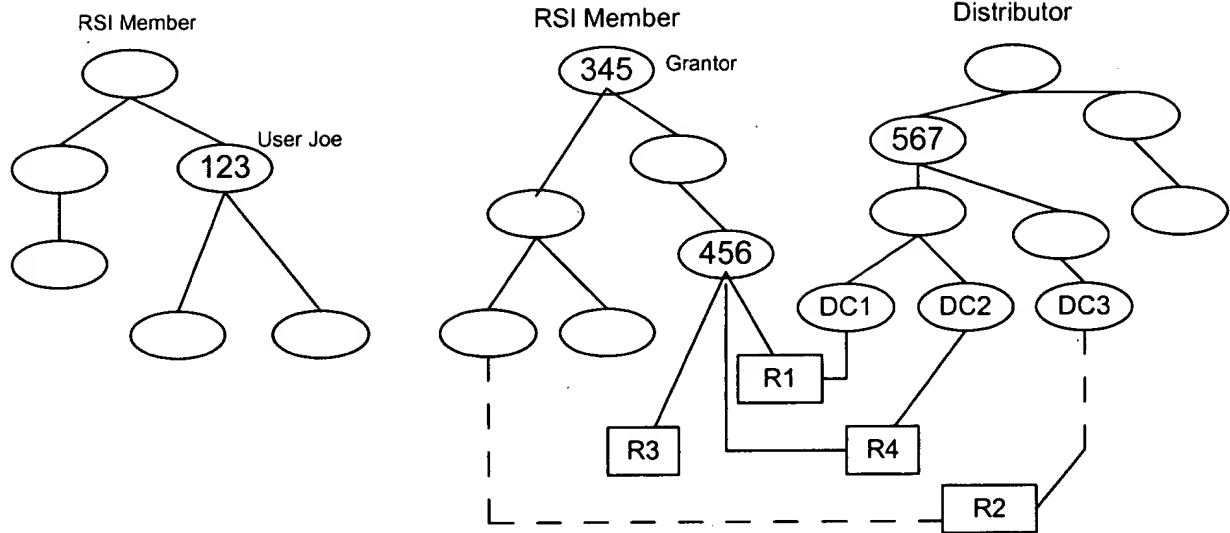 RSI Member
RSI Member
Distributor
345
Grantor
User Joe
123
567
456
DC1
DC2
DC3
R1
R3
R4
R2